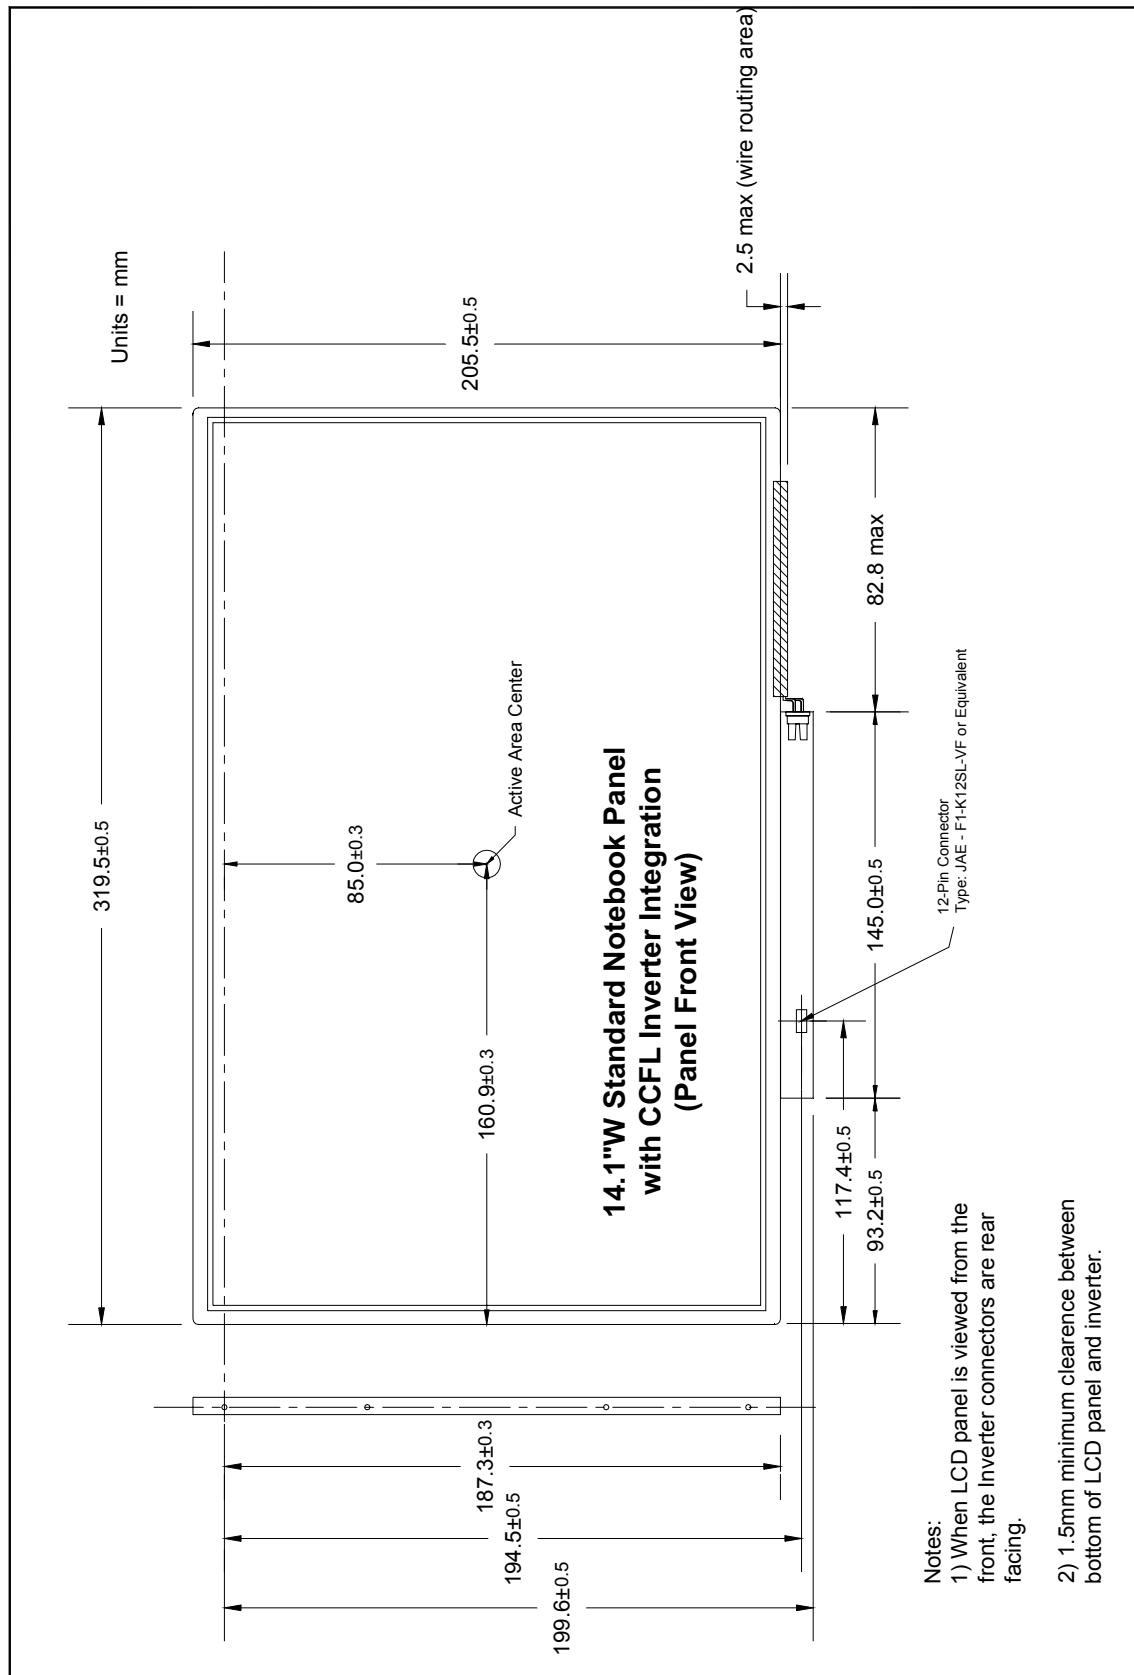 Units = mm
319.5±0.5
205.5±0.5
2.5 max (wire routing area)
85.0±0.3
Active Area Center
160.9±0.3
14.1"W Standard Notebook Panel
with CCFL Inverter Integration
(Panel Front View)
82.8 max
145.0±0.5
12-Pin Connector
Type: JAE - F1-K12SL-VF or Equivalent
117.4±0.5
93.2±0.5
187.3±0.3
194.5±0.5
199.6±0.5
Notes:
1) When LCD panel is viewed from the
front, the Inverter connectors are rear
facing.
2) 1.5mm minimum clearence between
bottom of LCD panel and inverter.